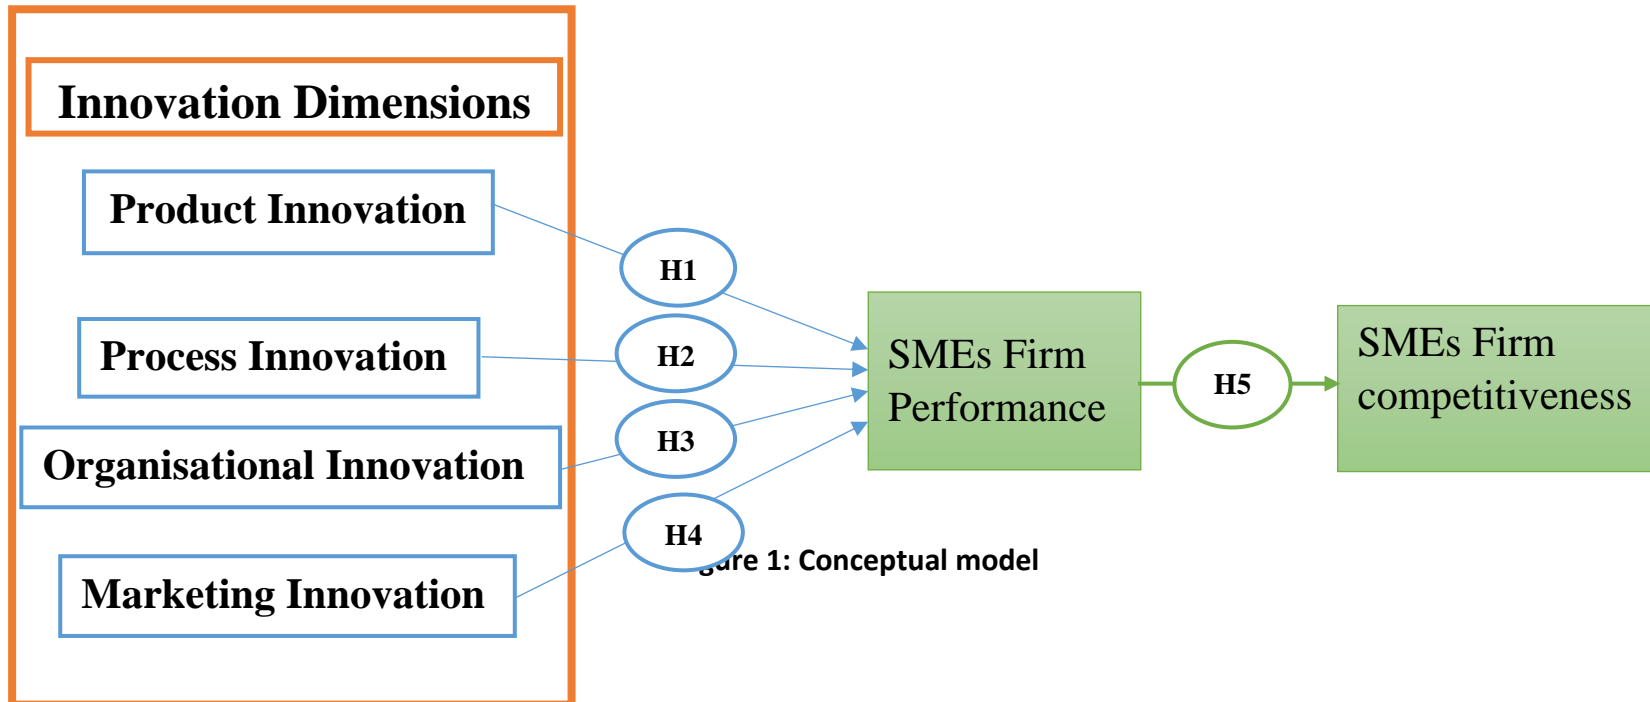 Innovation Dimensions
Product Innovation
H1
Process Innovation
H2
Organisational Innovation
H3
Marketing Innovation
H4
SMEs Firm
Performance
H5
SMEs Firm
competitiveness
1: Conceptual model